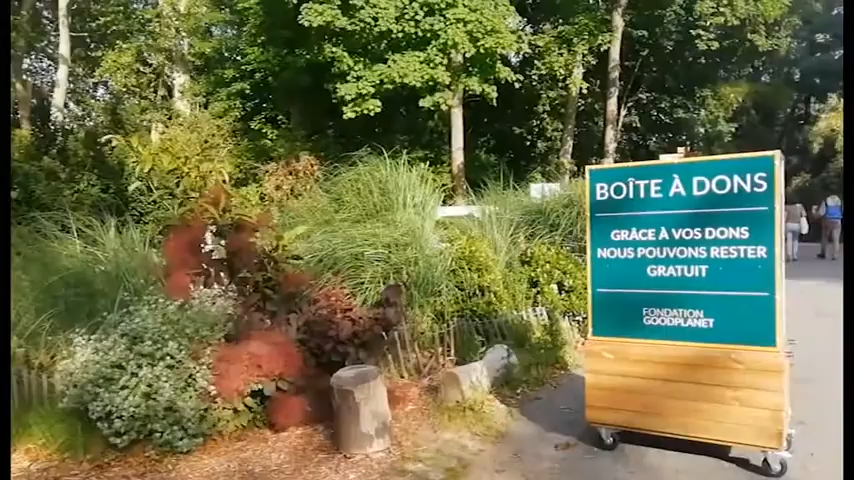 BOÎTE À DONS
GRÂCE À VOS DONS
NOUS POUVONS RESTER
GRATUIT
FONDATION
GOODPLANET